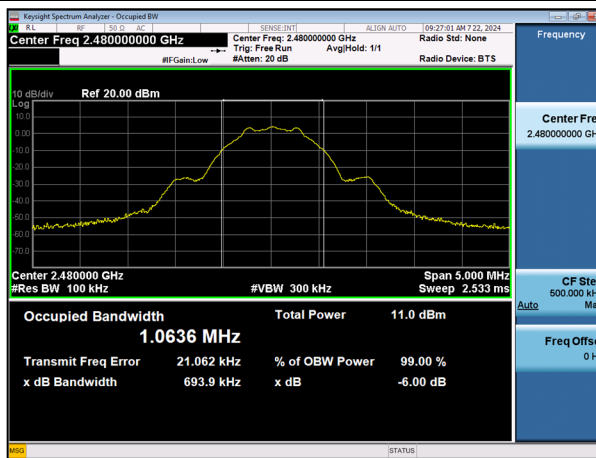 Keysight Spectrum Analyzer - Occupied BW
RL RF 50 Ω AC SENSE:INT ALIGN AUTO 09:27:01 AM 7 22, 2024
Center Freq 2.480000000 GHz Center Freq: 2.480000000 GHz Radio Std: None Frequency
Trig: Free Run Avg|Hold: 1/1
#IFGain:Low #Atten: 20 dB Radio Device: BTS
10 dB/div Ref 20.00 dBm
Log
10.0
0.00
-10.0
-20.0
-30.0
-40.0
-50.0
-60.0
-70.0
Center Fre
2.480000000 GH
Center 2.480000 GHz Span 5.000 MHz
#Res BW 100 kHz #VBW 300 kHz Sweep 2.533 ms
CF Ste
500.000 kH
Auto Ma
Occupied Bandwidth Total Power 11.0 dBm
1.0636 MHz
Transmit Freq Error 21.062 kHz % of OBW Power 99.00 %
x dB Bandwidth 693.9 kHz x dB -6.00 dB
Freq Offs
0 H
MSG STATUS